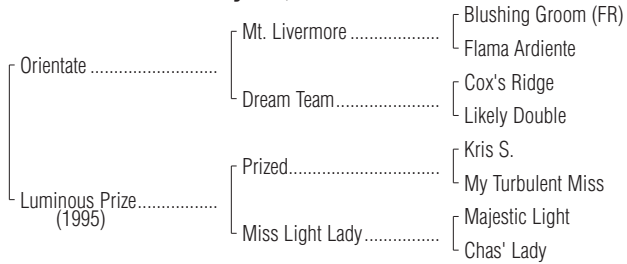 Blushing Groom (FR)
Mt. Livermore ....................
Flama Ardiente
Orientate .............................
Cox's Ridge
Dream Team.......................
Likely Double
Kris S.
Prized..................................
My Turbulent Miss
Luminous Prize..................
(1995)
Majestic Light
Miss Light Lady.................
Chas' Lady